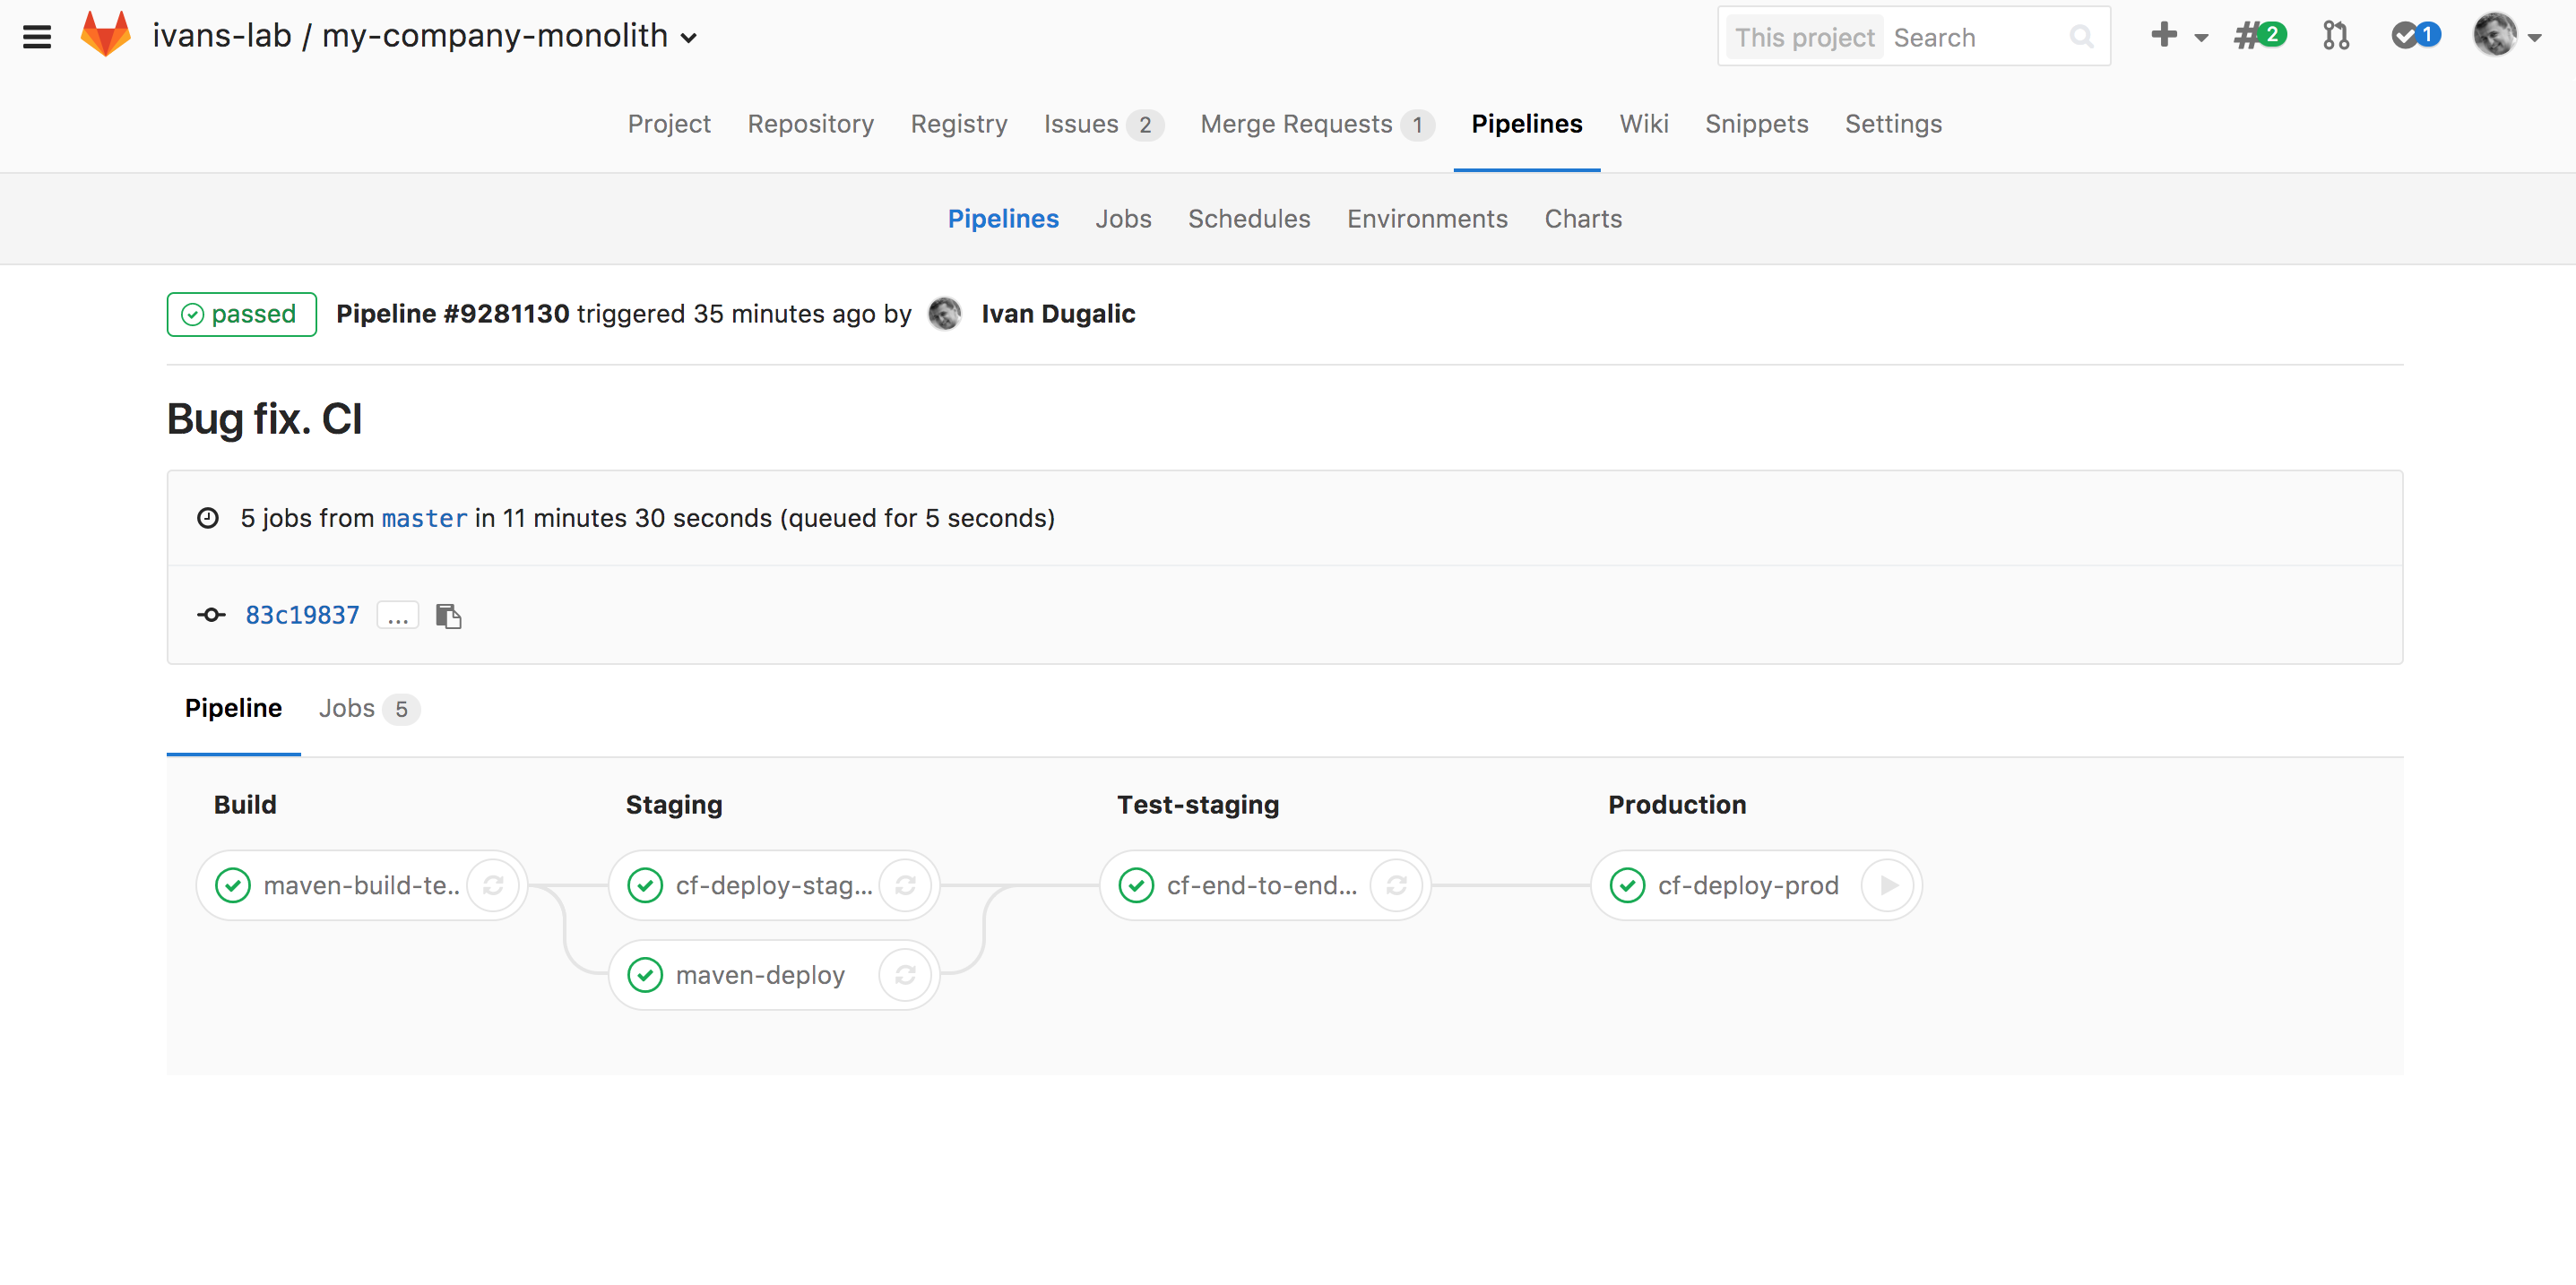 ivans-lab / my-company-monolith
This project Search
2
1
Project Repository Registry Issues 2 Merge Requests 1 Pipelines Wiki Snippets Settings
Pipelines Jobs Schedules Environments Charts
passed Pipeline #9281130 triggered 35 minutes ago by Ivan Dugalic
Bug fix. CI
5 jobs from master in 11 minutes 30 seconds (queued for 5 seconds)
83c19837 ...
Pipeline Jobs 5
Build Staging Test-staging Production
maven-build-te.. cf-deploy-stag... cf-end-to-end... cf-deploy-prod
maven-deploy